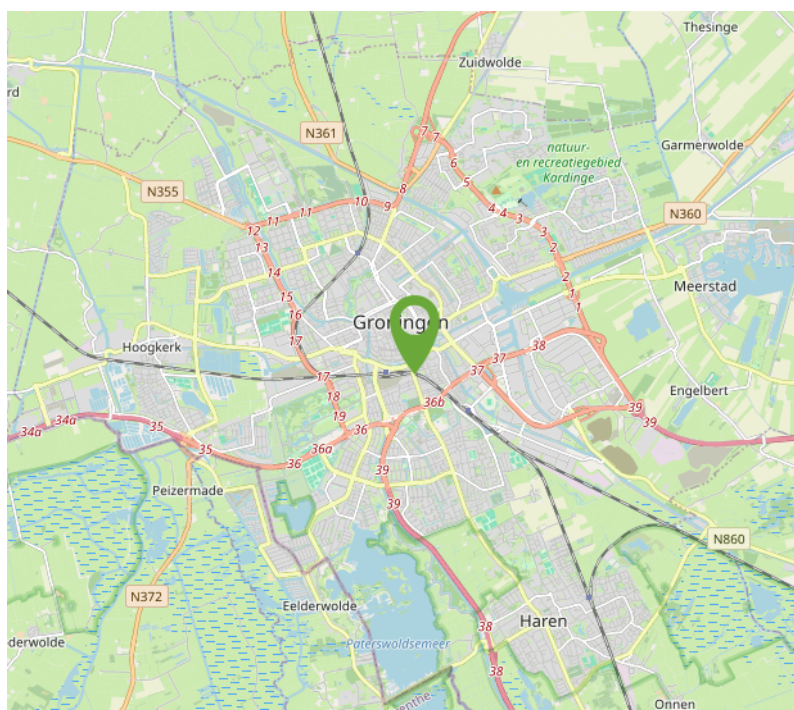 Thesinge
Zuidwolde
rd
N361
7
7
natuur-
en recreatiegebied
Kardinge
Garmerwolde
6
5
N355
8
10
9
11
11
12
4
4
3
3
N360
13
2
2
14
1
1
Meerstad
15
16
Groningen
17
Hoogkerk
38
37
37
17
18
36b
Engelbert
39
39
19
34a
34a
35
35
36
36a
36
39
39
Peizermade
N860
N372
Eelderwolde
Haren
38
derwolde
Paterswoldsemeer
38
enthe
Onnen